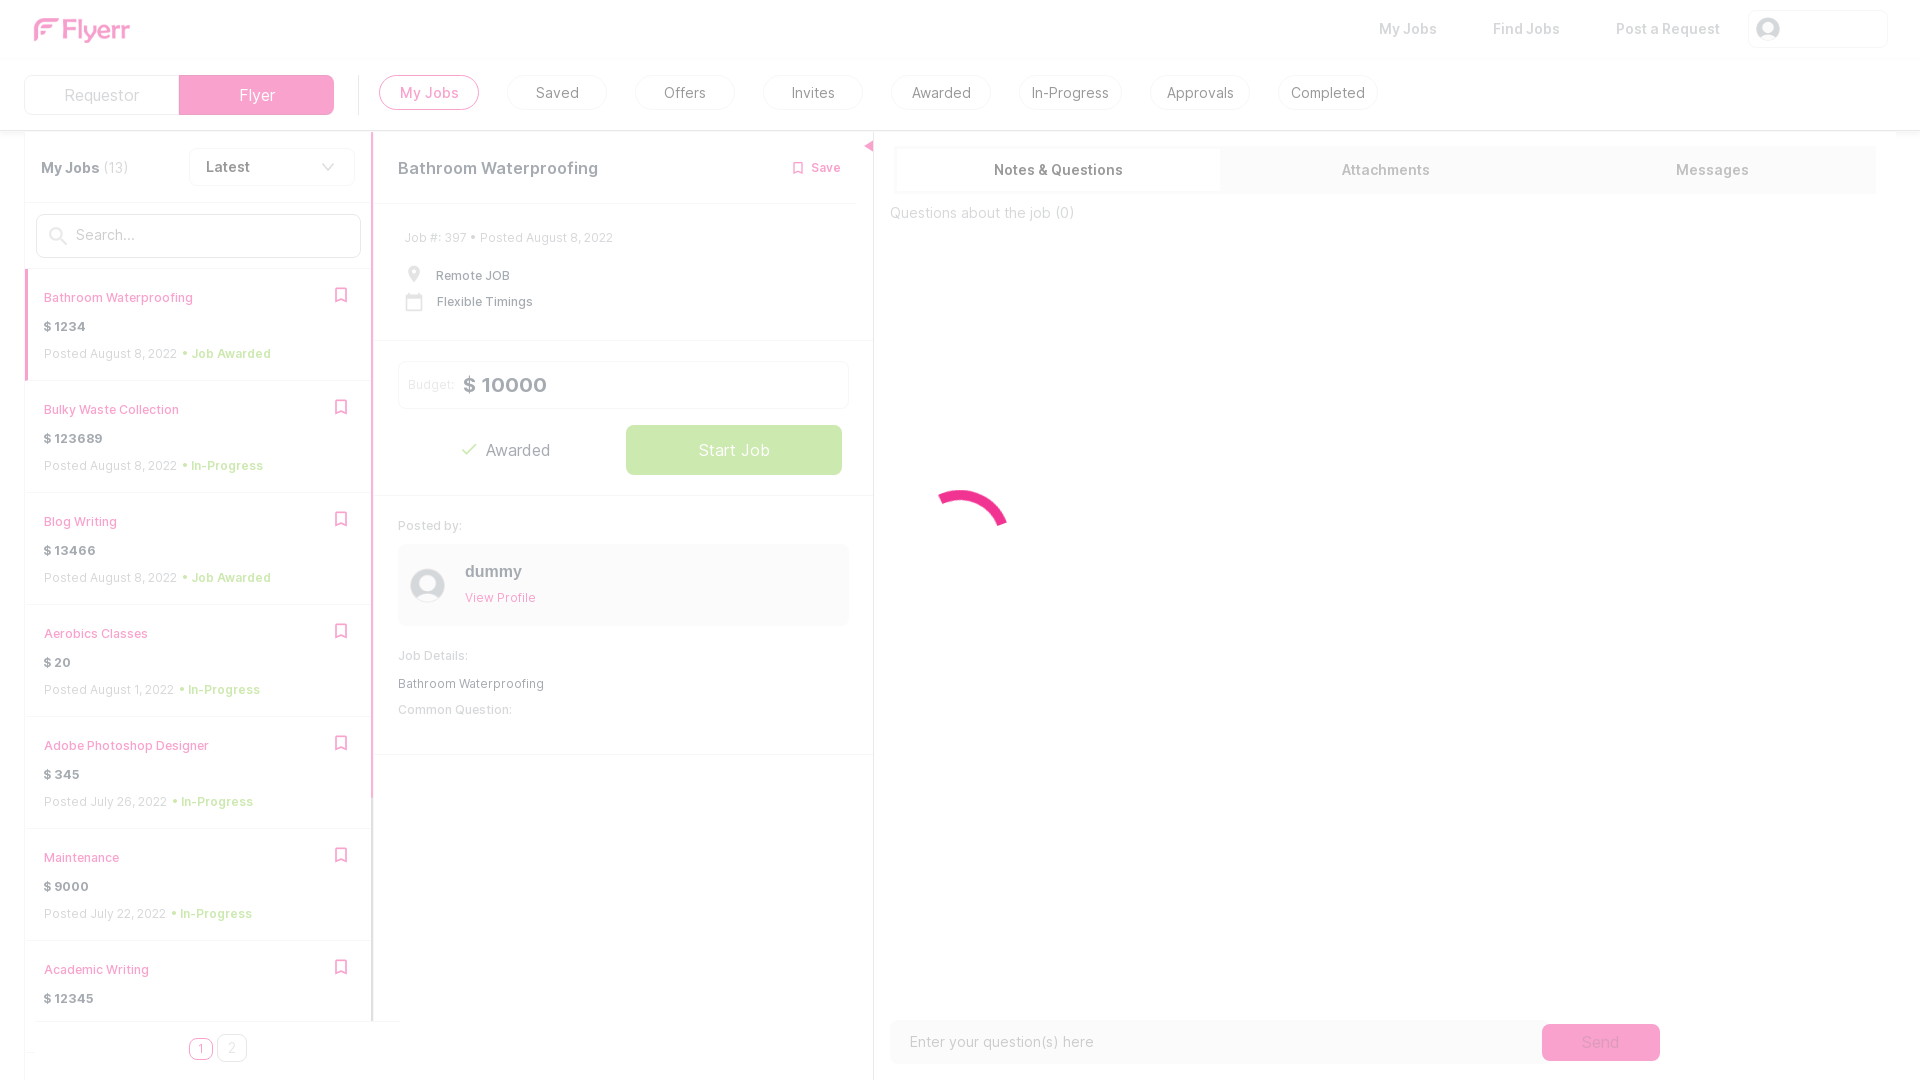 Flyerr
My Jobs
Find Jobs
Post a Request
Requestor
Flyer
My Jobs
Saved
Offers
Invites
Awarded
In-Progress
Approvals
Completed
My Jobs (13)
Latest
Search...
Bathroom Waterproofing
$ 1234
Posted August 8, 2022 • Job Awarded
Bulky Waste Collection
$ 123689
Posted August 8, 2022 • In-Progress
Blog Writing
$ 13466
Posted August 8, 2022 • Job Awarded
Aerobics Classes
$ 20
Posted August 1, 2022 • In-Progress
Adobe Photoshop Designer
$ 345
Posted July 26, 2022 • In-Progress
Maintenance
$ 9000
Posted July 22, 2022 • In-Progress
Academic Writing
$ 12345
1
2
Bathroom Waterproofing
Save
Job #: 397 • Posted August 8, 2022
Remote JOB
Flexible Timings
Budget: $ 10000
Awarded
Start Job
Posted by:
dummy
View Profile
Job Details:
Bathroom Waterproofing
Common Question:
Notes & Questions
Attachments
Messages
Questions about the job (0)
Enter your question(s) here
Send